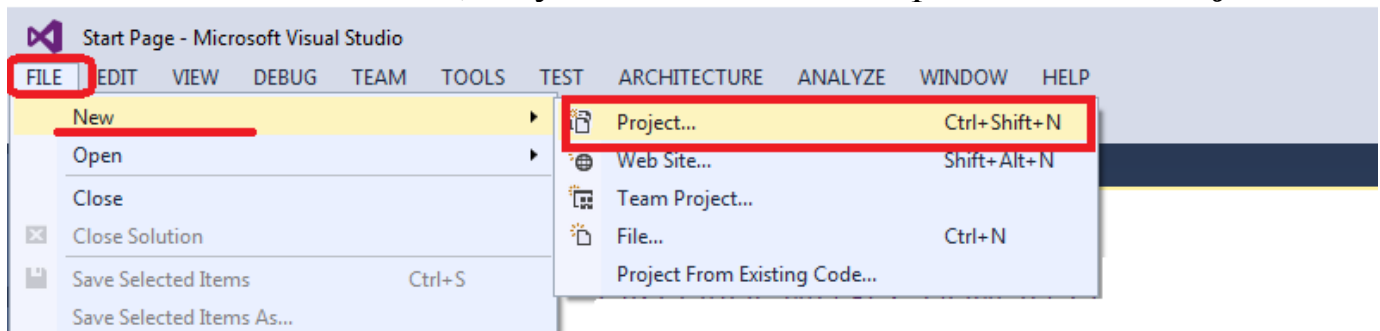 Start Page - Microsoft Visual Studio
FILE EDIT VIEW DEBUG TEAM TOOLS TEST ARCHITECTURE ANALYZE WINDOW HELP
New
Open
Close
Close Solution
Save Selected Items Ctrl+S
Save Selected Items As...
Project... Ctrl+Shift+N
Web Site... Shift+Alt+N
Team Project...
File... Ctrl+N
Project From Existing Code...